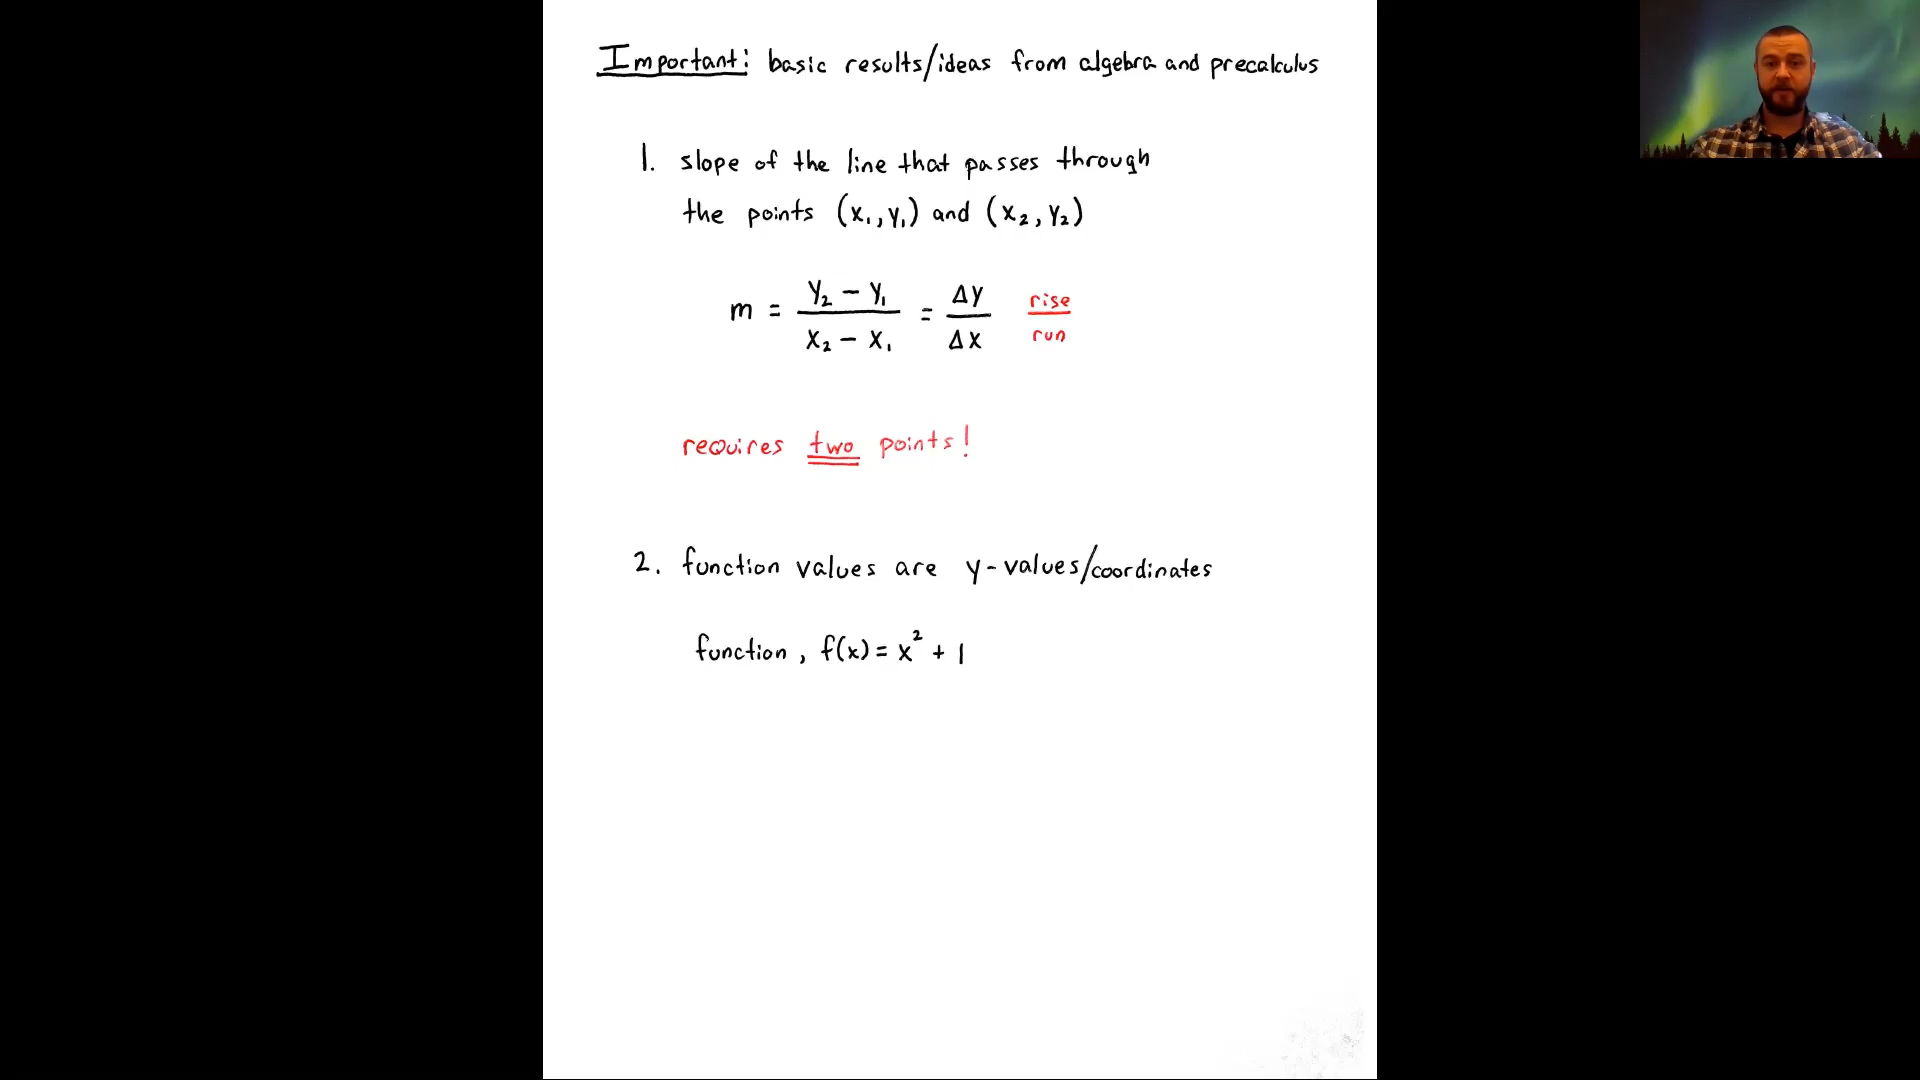 Important: basic results/ideas from algebra and precalculus
1. slope of the line that passes through
the points (x₁,y₁) and (x₂,y₂)
m = (y₂ − y₁)/(x₂ − x₁) = Δy/Δx rise/run
requires two points!
2. function values are y-values/coordinates
function, f(x) = x² + 1